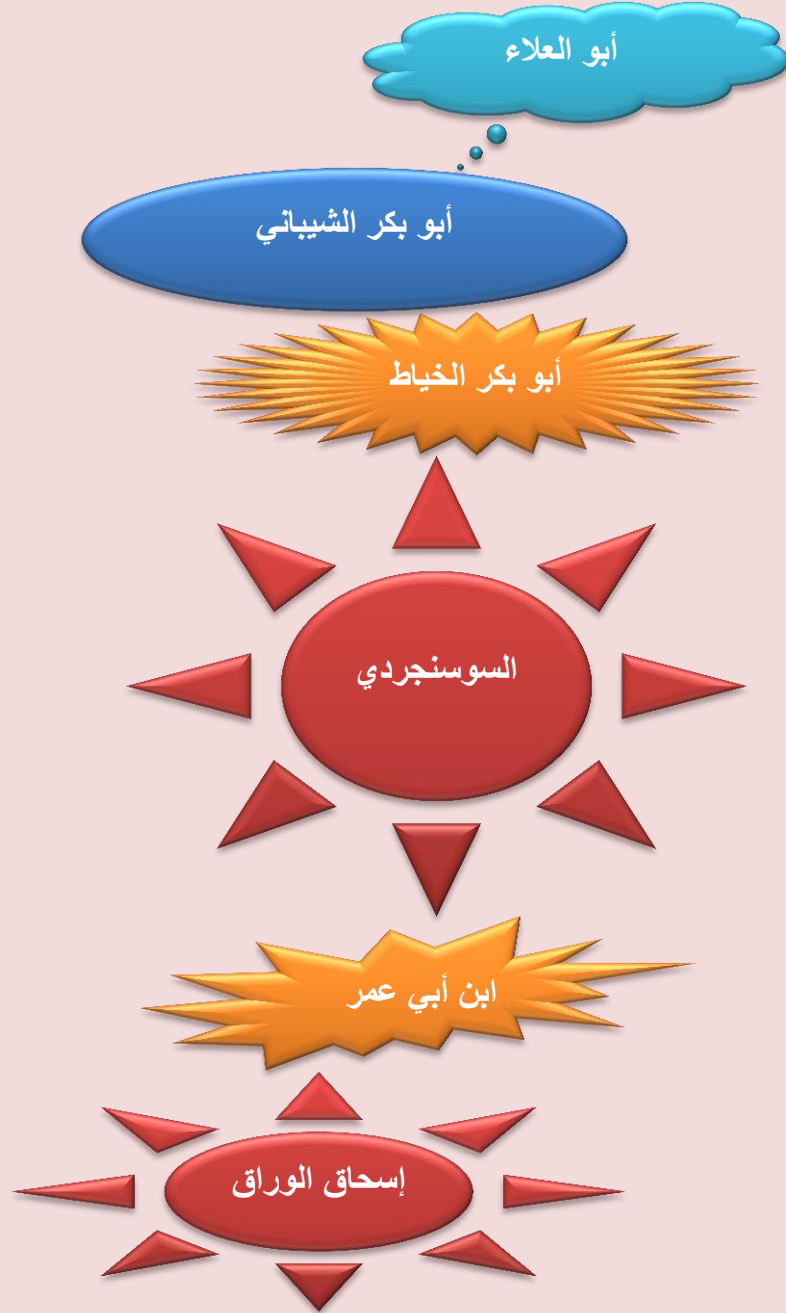 أبو العلاء
أبو بكر الشيباني
أبو بكر الخياط
السوسنجردي
ابن أبي عمر
إسحاق الوراق